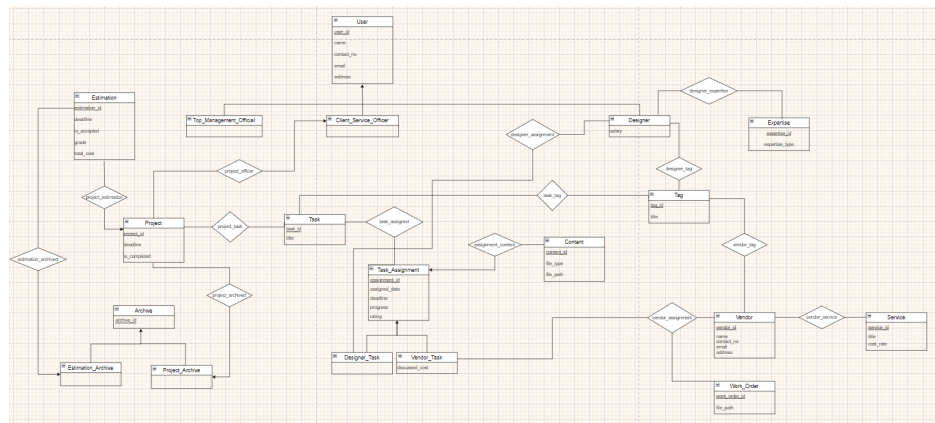 User
user_id
name
contact_no
email
address
Estimation
estimation_id
deadline
is_accepted
grade
total_cost
Top_Management_Official
Client_Service_Officer
Designer
salary
designer_expertise
Expertise
expertise_id
expertise_type
designer_assignment
project_officer
designer_tag
project_estimation
task_tag
Tag
tag_id
title
Project
project_id
deadline
is_completed
project_task
Task
task_id
title
task_assigned
assignment_content
Content
content_id
file_type
file_path
vendor_tag
estimation_archived
Task_Assignment
assignment_id
assigned_date
deadline
progress
rating
project_archived
Archive
archive_id
vendor_assignment
Vendor
vendor_id
name
contact_no
email
address
vendor_service
Service
service_id
title
cost_rate
Estimation_Archive
Project_Archive
Designer_Task
Vendor_Task
discussed_cost
Work_Order
work_order_id
file_path